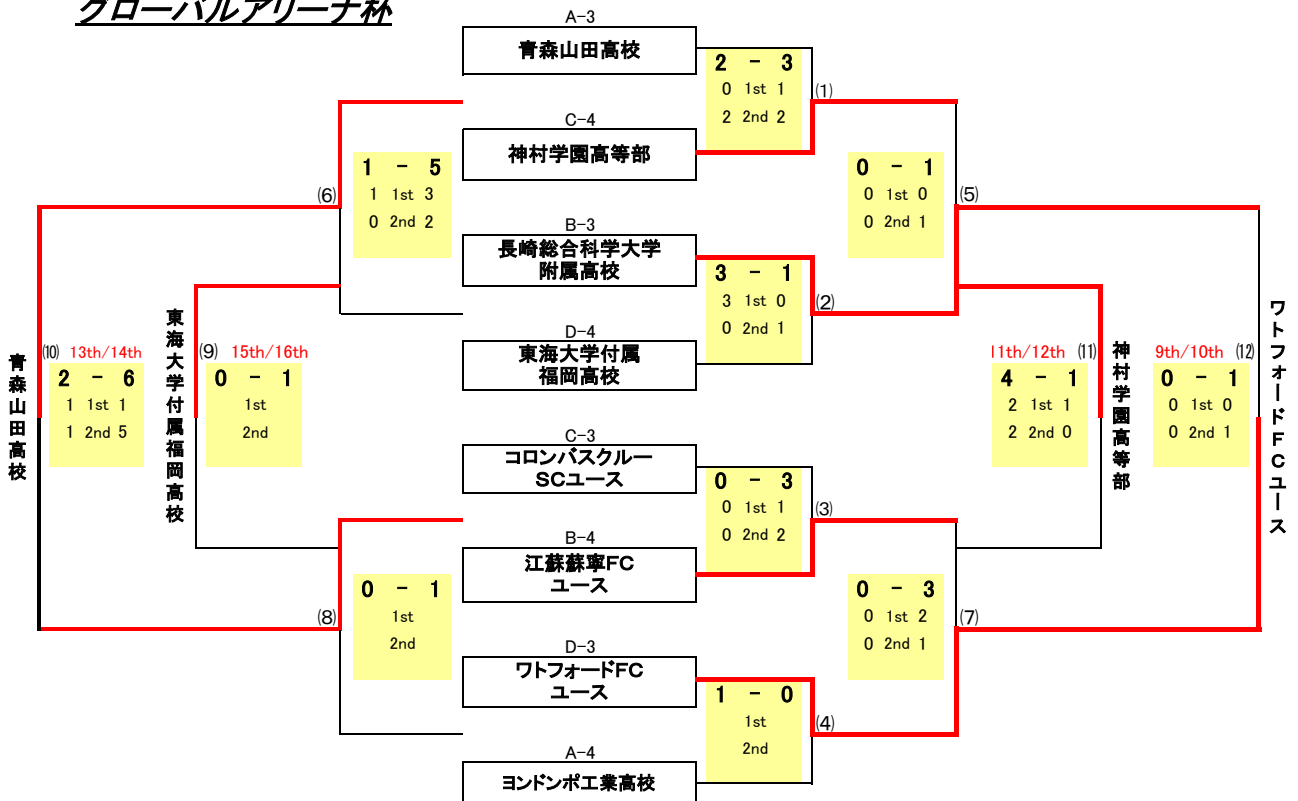 グローバルアリーナ杯
A-3
青森山田高校
2 - 3
0 1st 1
2 2nd 2
(1)
C-4
神村学園高等部
1 - 5
1 1st 3
0 2nd 2
(6)
0 - 1
0 1st 0
0 2nd 1
(5)
B-3
長崎総合科学大学
附属高校
3 - 1
3 1st 0
0 2nd 1
(2)
D-4
東海大学付属
福岡高校
青森山田高校
(10) 13th/14th
2 - 6
1 1st 1
1 2nd 5
東海大学付属福岡高校
(9) 15th/16th
0 - 1
1st
2nd
11th/12th (11)
4 - 1
2 1st 1
2 2nd 0
神村学園高等部
9th/10th (12)
0 - 1
0 1st 0
0 2nd 1
ワトフォードFCユース
C-3
コロンバスクルー
SCユース
0 - 3
0 1st 1
0 2nd 2
(3)
B-4
江蘇蘇寧FC
ユース
0 - 1
1st
2nd
(8)
0 - 3
0 1st 2
0 2nd 1
(7)
D-3
ワトフォードFC
ユース
1 - 0
1st
2nd
(4)
A-4
ヨンドンポ工業高校